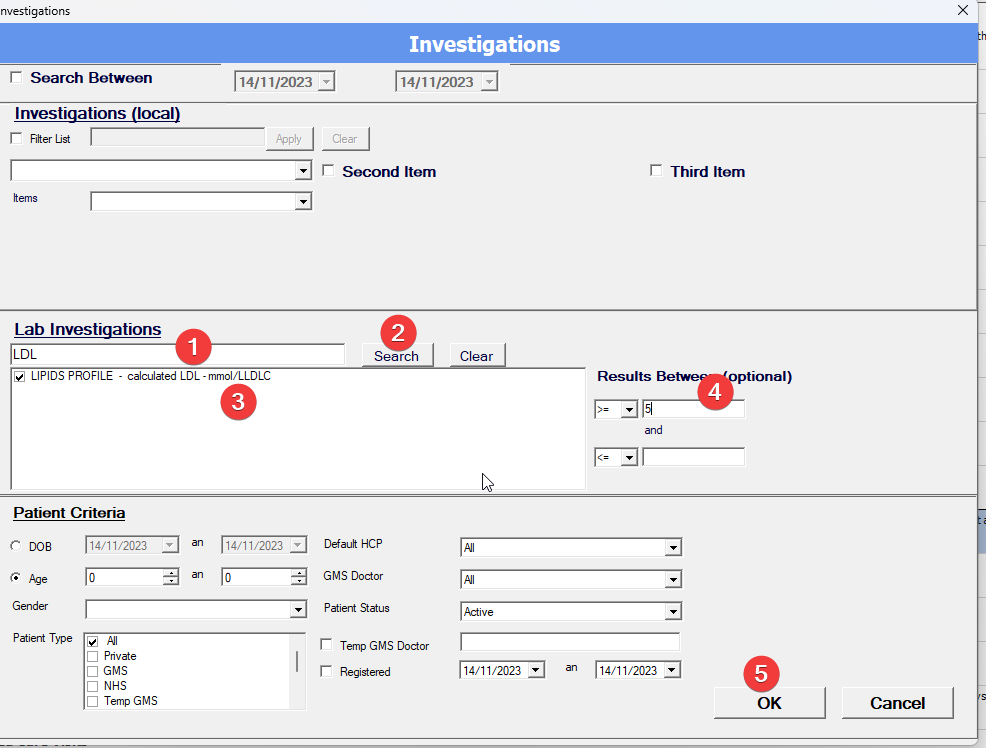 nvestigations
Investigations
Search Between 14/11/2023 14/11/2023
Investigations (local)
Filter List Apply Clear
Second Item Third Item
Items
Lab Investigations
1 2
LDL Search Clear
LIPIDS PROFILE - calculated LDL - mmol/LLDLC
3
Results Between (optional)
4
>= 5
and
<=
Patient Criteria
DOB 14/11/2023 an 14/11/2023 Default HCP All
Age 0 an 0 GMS Doctor All
Gender Patient Status Active
Patient Type All Temp GMS Doctor
Private
GMS Registered 14/11/2023 an 14/11/2023
NHS
Temp GMS
5
OK Cancel